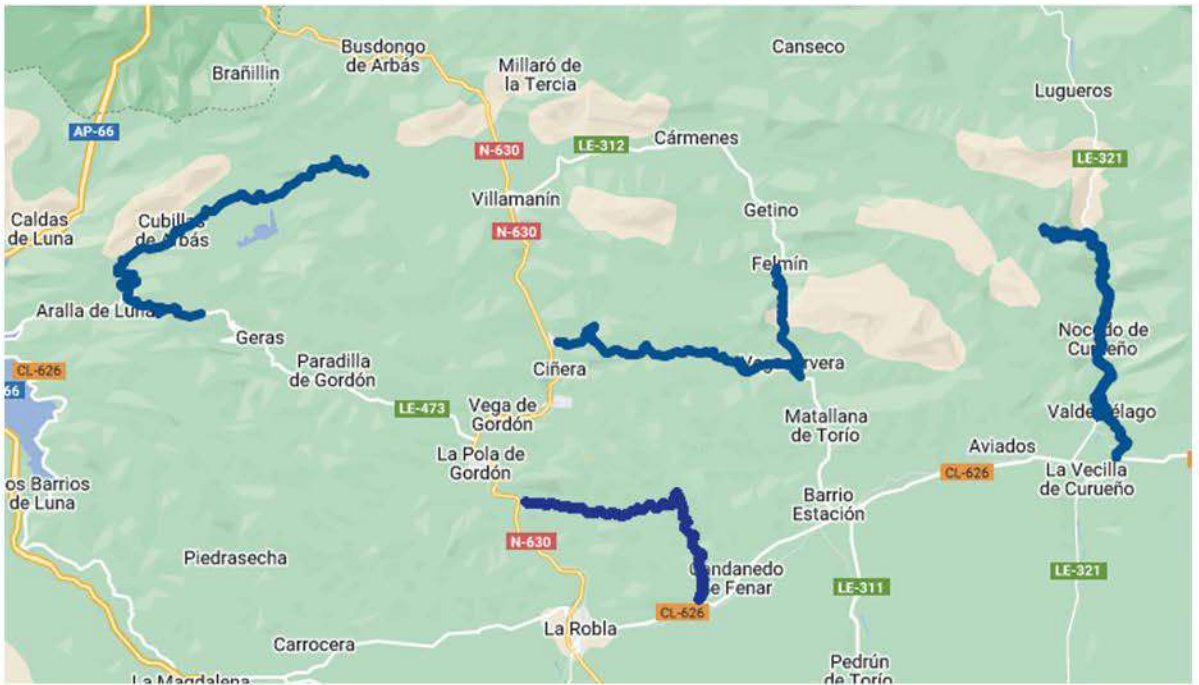 Busdongo
de Arbás
Canseco
Brañillin
Millaró de
la Tercia
Lugueros
AP-66
N-630
LE-312
Cármenes
LE-321
Villamanín
Getino
Caldas
de Luna
Cubillas
de Arbás
N-630
Felmín
Aralla de Luna
Geras
Nocedo de
Curueño
Paradilla
de Gordón
CL-626
66
Ciñera
Vegacervera
LE-473
Vega de
Gordón
Matallana
de Torío
Valdepiélago
Aviados
La Pola de
Gordón
CL-626
La Vecilla
de Curueño
os Barrios
de Luna
Barrio
Estación
N-630
Piedrasecha
Candanedo
de Fenar
LE-311
LE-321
CL-626
La Robla
Carrocera
Pedrún
de Torío
La Magdalena